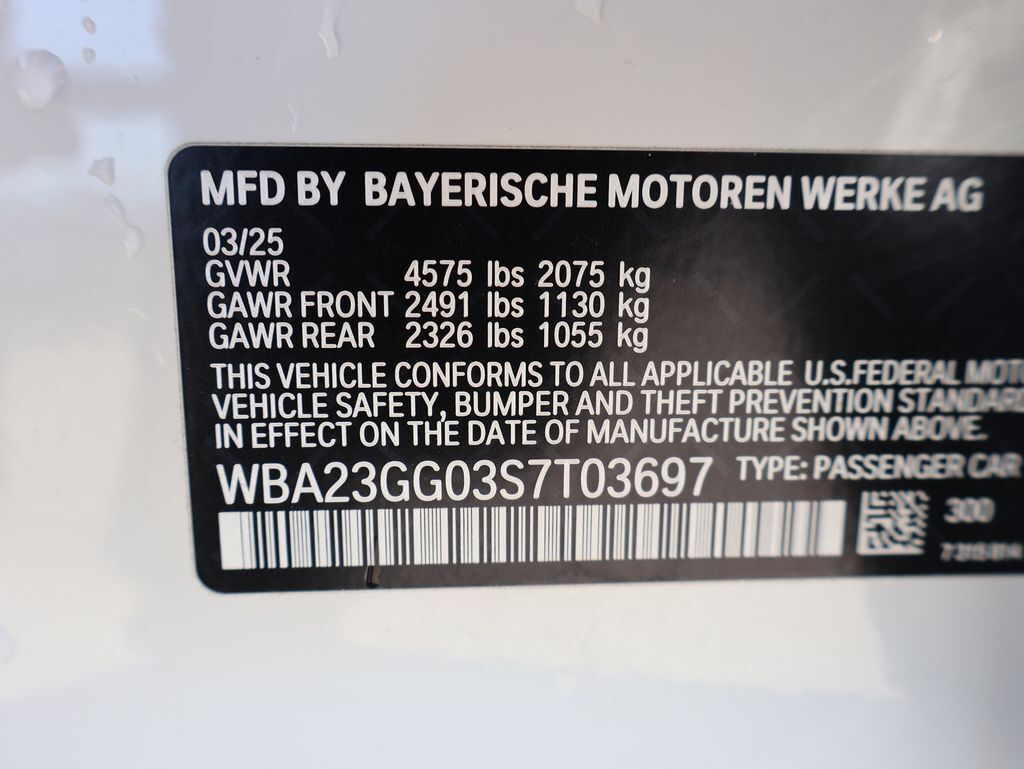 MFD BY BAYERISCHE MOTOREN WERKE AG
03/25
GVWR 4575 lbs 2075 kg
GAWR FRONT 2491 lbs 1130 kg
GAWR REAR 2326 lbs 1055 kg
THIS VEHICLE CONFORMS TO ALL APPLICABLE U.S.FEDERAL MOTO
VEHICLE SAFETY, BUMPER AND THEFT PREVENTION STANDARD
IN EFFECT ON THE DATE OF MANUFACTURE SHOWN ABOVE.
WBA23GG03S7T03697 TYPE: PASSENGER CAR
300